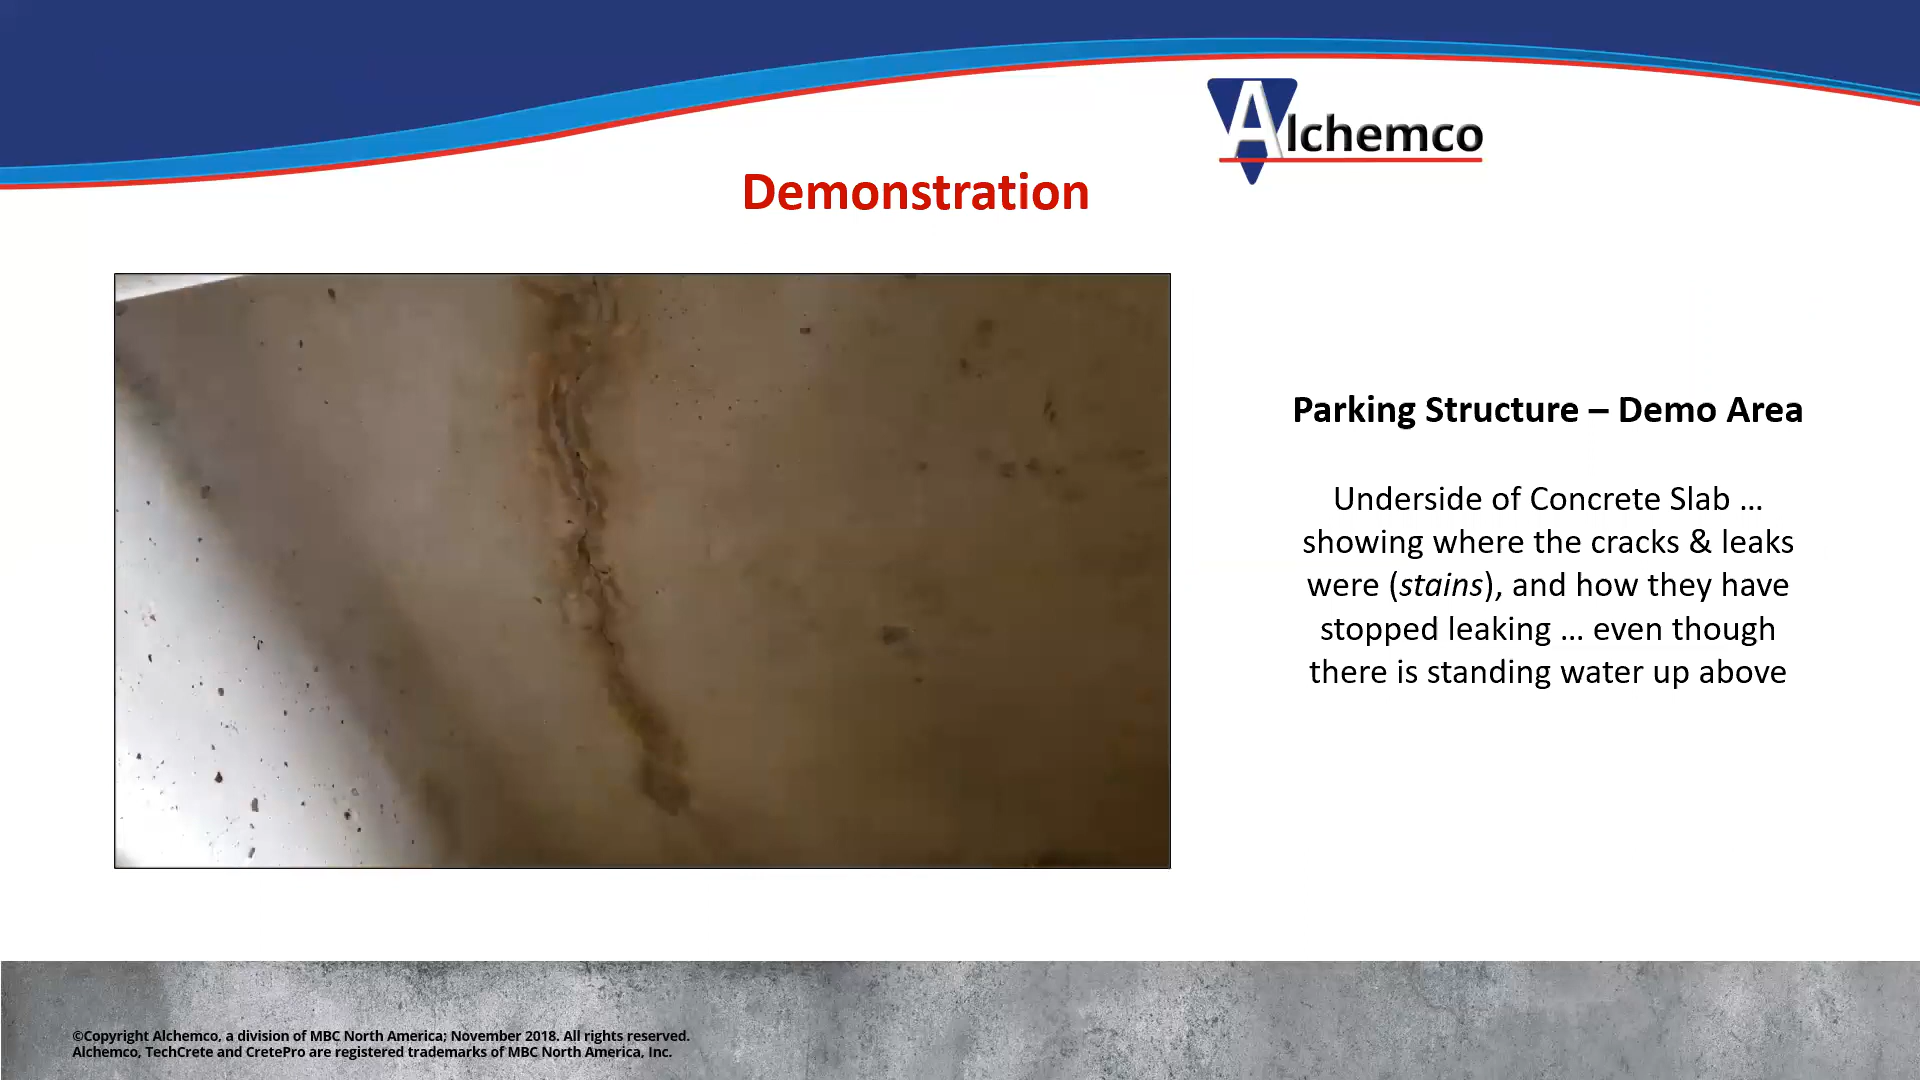 Alchemco
Demonstration
Parking Structure – Demo Area
Underside of Concrete Slab ...
showing where the cracks & leaks
were (stains), and how they have
stopped leaking ... even though
there is standing water up above
©Copyright Alchemco, a division of MBC North America; November 2018. All rights reserved.
Alchemco, TechCrete and CretePro are registered trademarks of MBC North America, Inc.